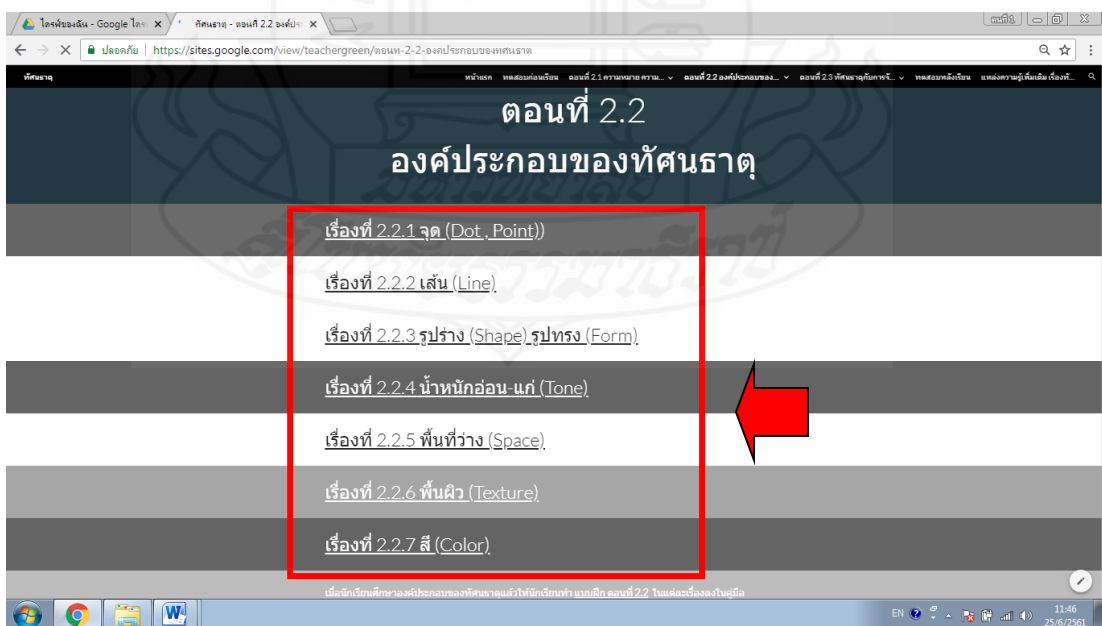 ไดรฟ์ของฉัน - Google ไดร
ทัศนธาตุ - ตอนที่ 2.2 องค์ประ
ปลอดภัย https://sites.google.com/view/teachergreen/ตอนท-2-2-องคประกอบของทศนธาต
ทัศนธาตุ หน้าแรก ทดสอบก่อนเรียน ตอนที่ 2.1 ความหมาย ความ... ตอนที่ 2.2 องค์ประกอบของ... ตอนที่ 2.3 ทัศนธาตุกับการรั... ทดสอบหลังเรียน แหล่งความรู้เพิ่มเติม เรื่องทั...
ตอนที่ 2.2
องค์ประกอบของทัศนธาตุ
เรื่องที่ 2.2.1 จุด (Dot , Point))
เรื่องที่ 2.2.2 เส้น (Line)
เรื่องที่ 2.2.3 รูปร่าง (Shape) รูปทรง (Form)
เรื่องที่ 2.2.4 น้ำหนักอ่อน-แก่ (Tone)
เรื่องที่ 2.2.5 พื้นที่ว่าง (Space)
เรื่องที่ 2.2.6 พื้นผิว (Texture)
เรื่องที่ 2.2.7 สี (Color)
เมื่อนักเรียนศึกษาองค์ประกอบของทัศนธาตุแล้วให้นักเรียนทำ แบบฝึก ตอนที่ 2.2 ในแต่ละเรื่องลงในคู่มือ
EN 11:46
25/6/2561